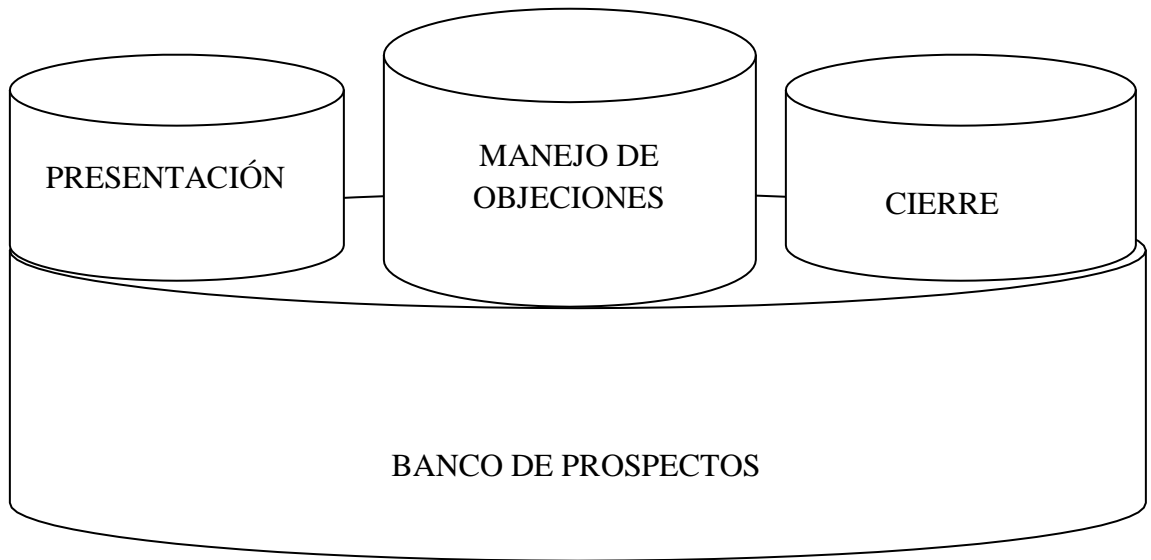 PRESENTACIÓN
MANEJO DE
OBJECIONES
CIERRE
BANCO DE PROSPECTOS